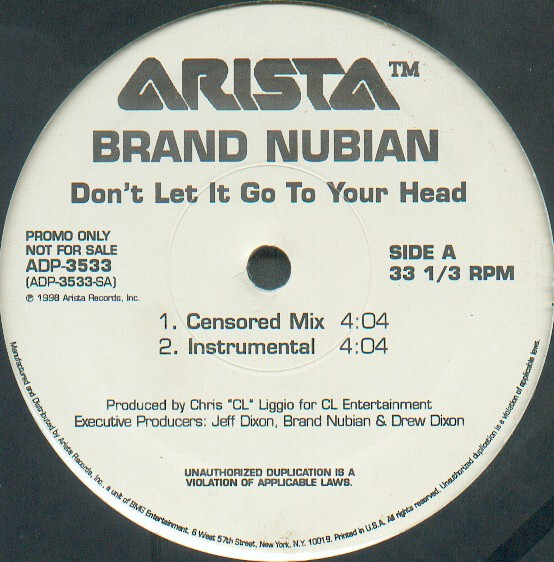 ARISTA™
BRAND NUBIAN
Don't Let It Go To Your Head
PROMO ONLY
NOT FOR SALE
ADP-3533
(ADP-3533-SA)
℗ 1998 Arista Records, Inc.
SIDE A
33 1/3 RPM
1. Censored Mix 4:04
2. Instrumental 4:04
Produced by Chris "CL" Liggio for CL Entertainment
Executive Producers: Jeff Dixon, Brand Nubian & Drew Dixon
UNAUTHORIZED DUPLICATION IS A
VIOLATION OF APPLICABLE LAWS.
Manufactured and Distributed by Arista Records, Inc., a unit of BMG Entertainment, 6 West 57th Street, New York, N.Y. 10019. Printed in U.S.A. All rights reserved. Unauthorized duplication is a violation of applicable laws.